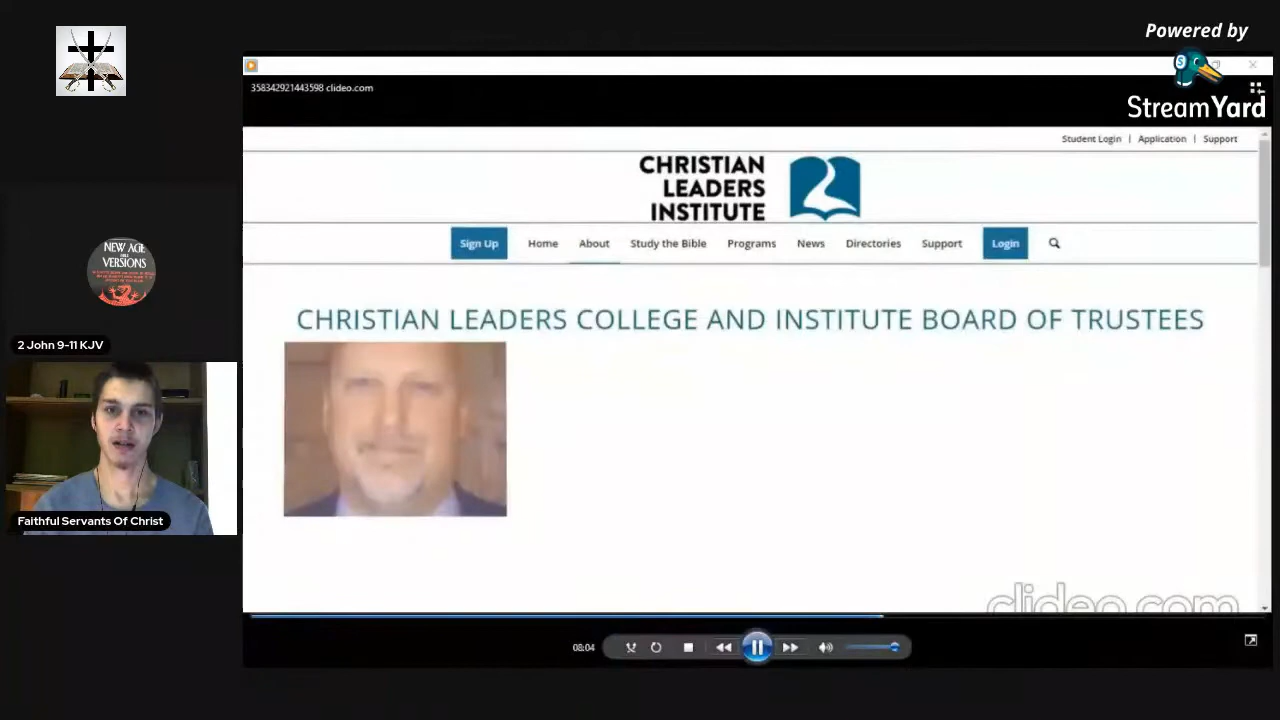 Powered by
StreamYard
358342921443598 clideo.com
Student Login | Application | Support
CHRISTIAN
LEADERS
INSTITUTE
Sign Up Home About Study the Bible Programs News Directories Support Login
CHRISTIAN LEADERS COLLEGE AND INSTITUTE BOARD OF TRUSTEES
NEW AGE
VERSIONS
2 John 9-11 KJV
Faithful Servants Of Christ
clideo.com
08:04